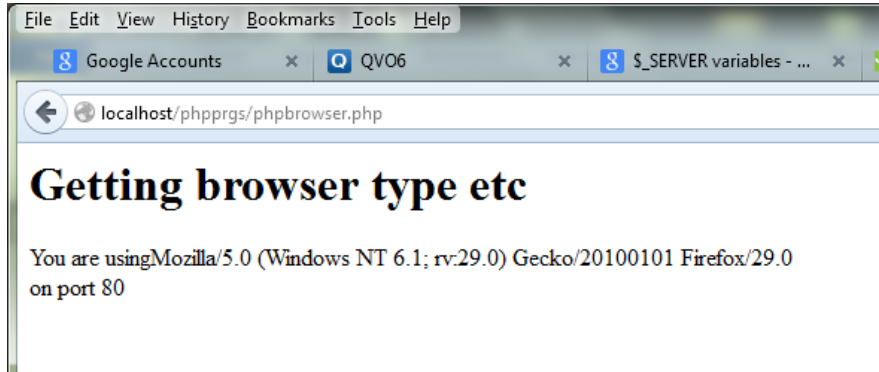 File Edit View History Bookmarks Tools Help
Google Accounts QVO6 $_SERVER variables - ...
localhost/phpprgs/phpbrowser.php
Getting browser type etc
You are usingMozilla/5.0 (Windows NT 6.1; rv:29.0) Gecko/20100101 Firefox/29.0
on port 80